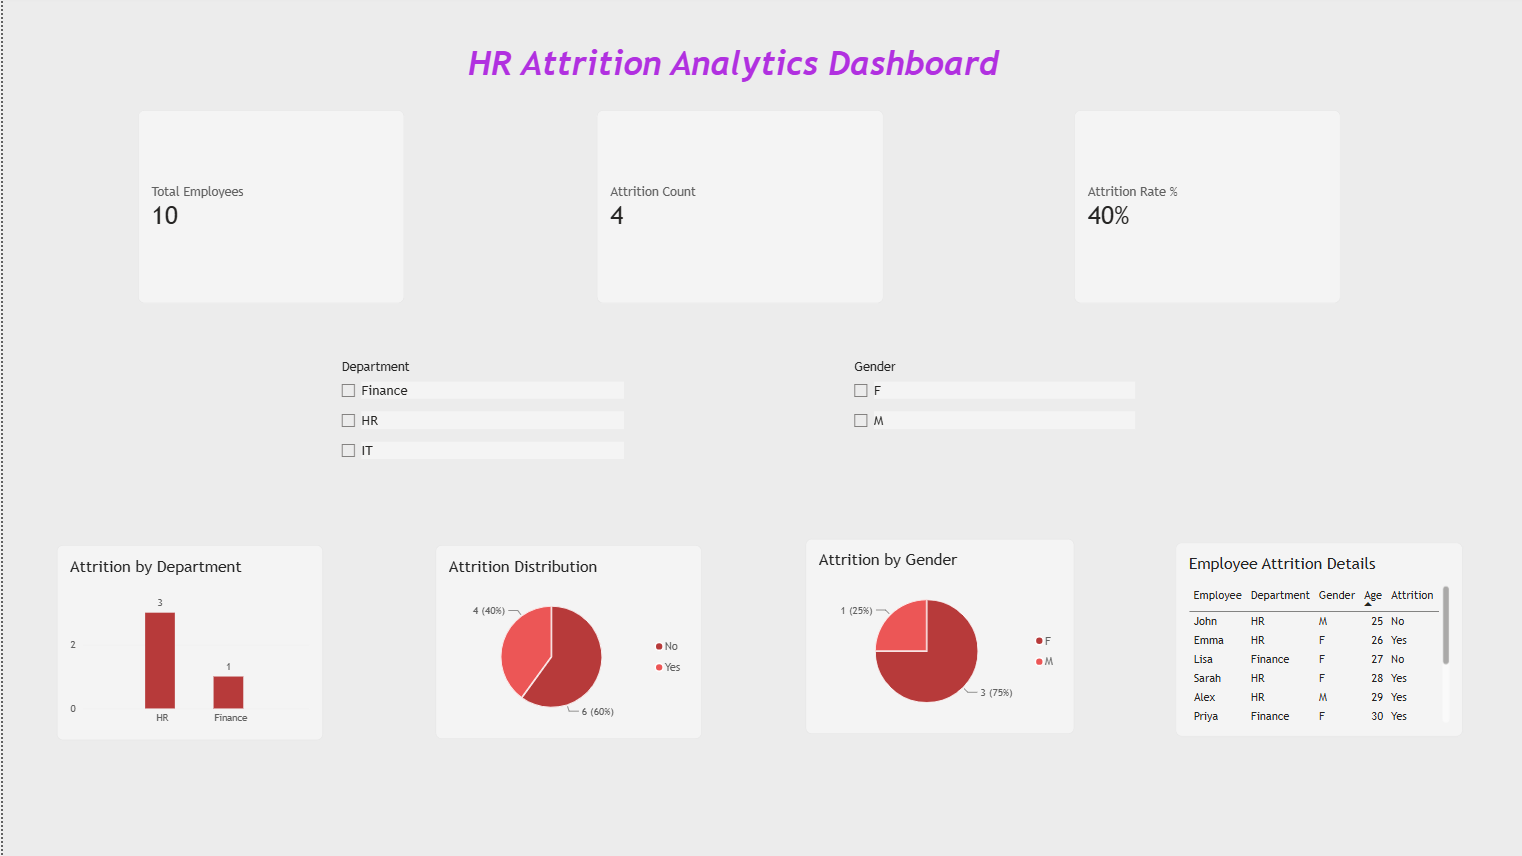 HR Attrition Analytics Dashboard
Total Employees
10
Attrition Count
4
Attrition Rate %
40%
Department
Finance
HR
IT
Gender
F
M
Attrition by Department
3
2
1
0
HR Finance
Attrition Distribution
4 (40%)
No
Yes
6 (60%)
Attrition by Gender
1 (25%)
F
M
3 (75%)
Employee Attrition Details
Employee Department Gender Age Attrition
John HR M 25 No
Emma HR F 26 Yes
Lisa Finance F 27 No
Sarah HR F 28 Yes
Alex HR M 29 Yes
Priya Finance F 30 Yes